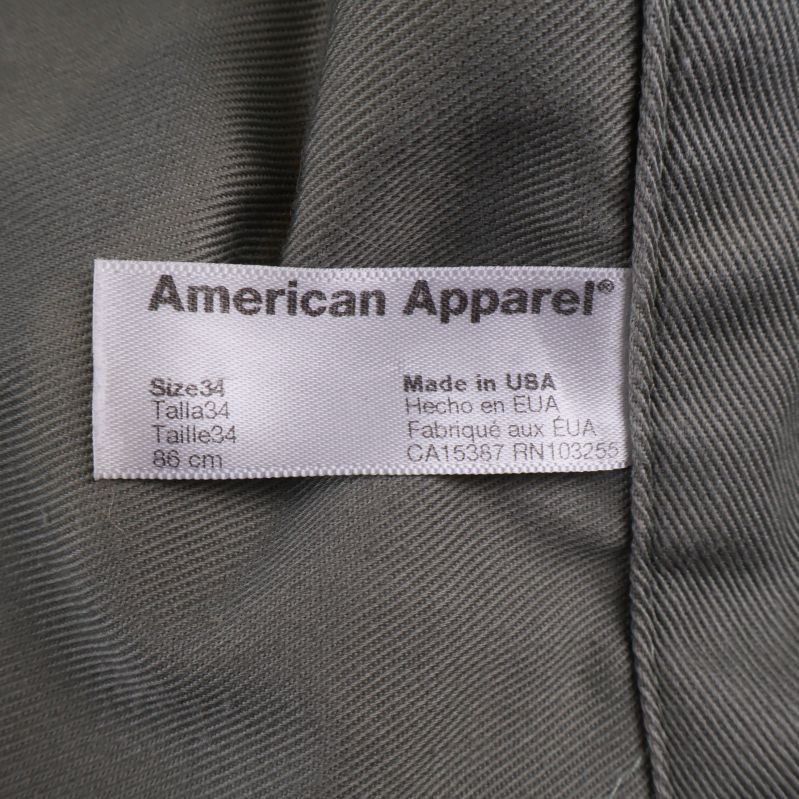 American Apparel®
Size34
Talla34
Taille34
86 cm
Made in USA
Hecho en EUA
Fabriqué aux ÉUA
CA15387 RN103255